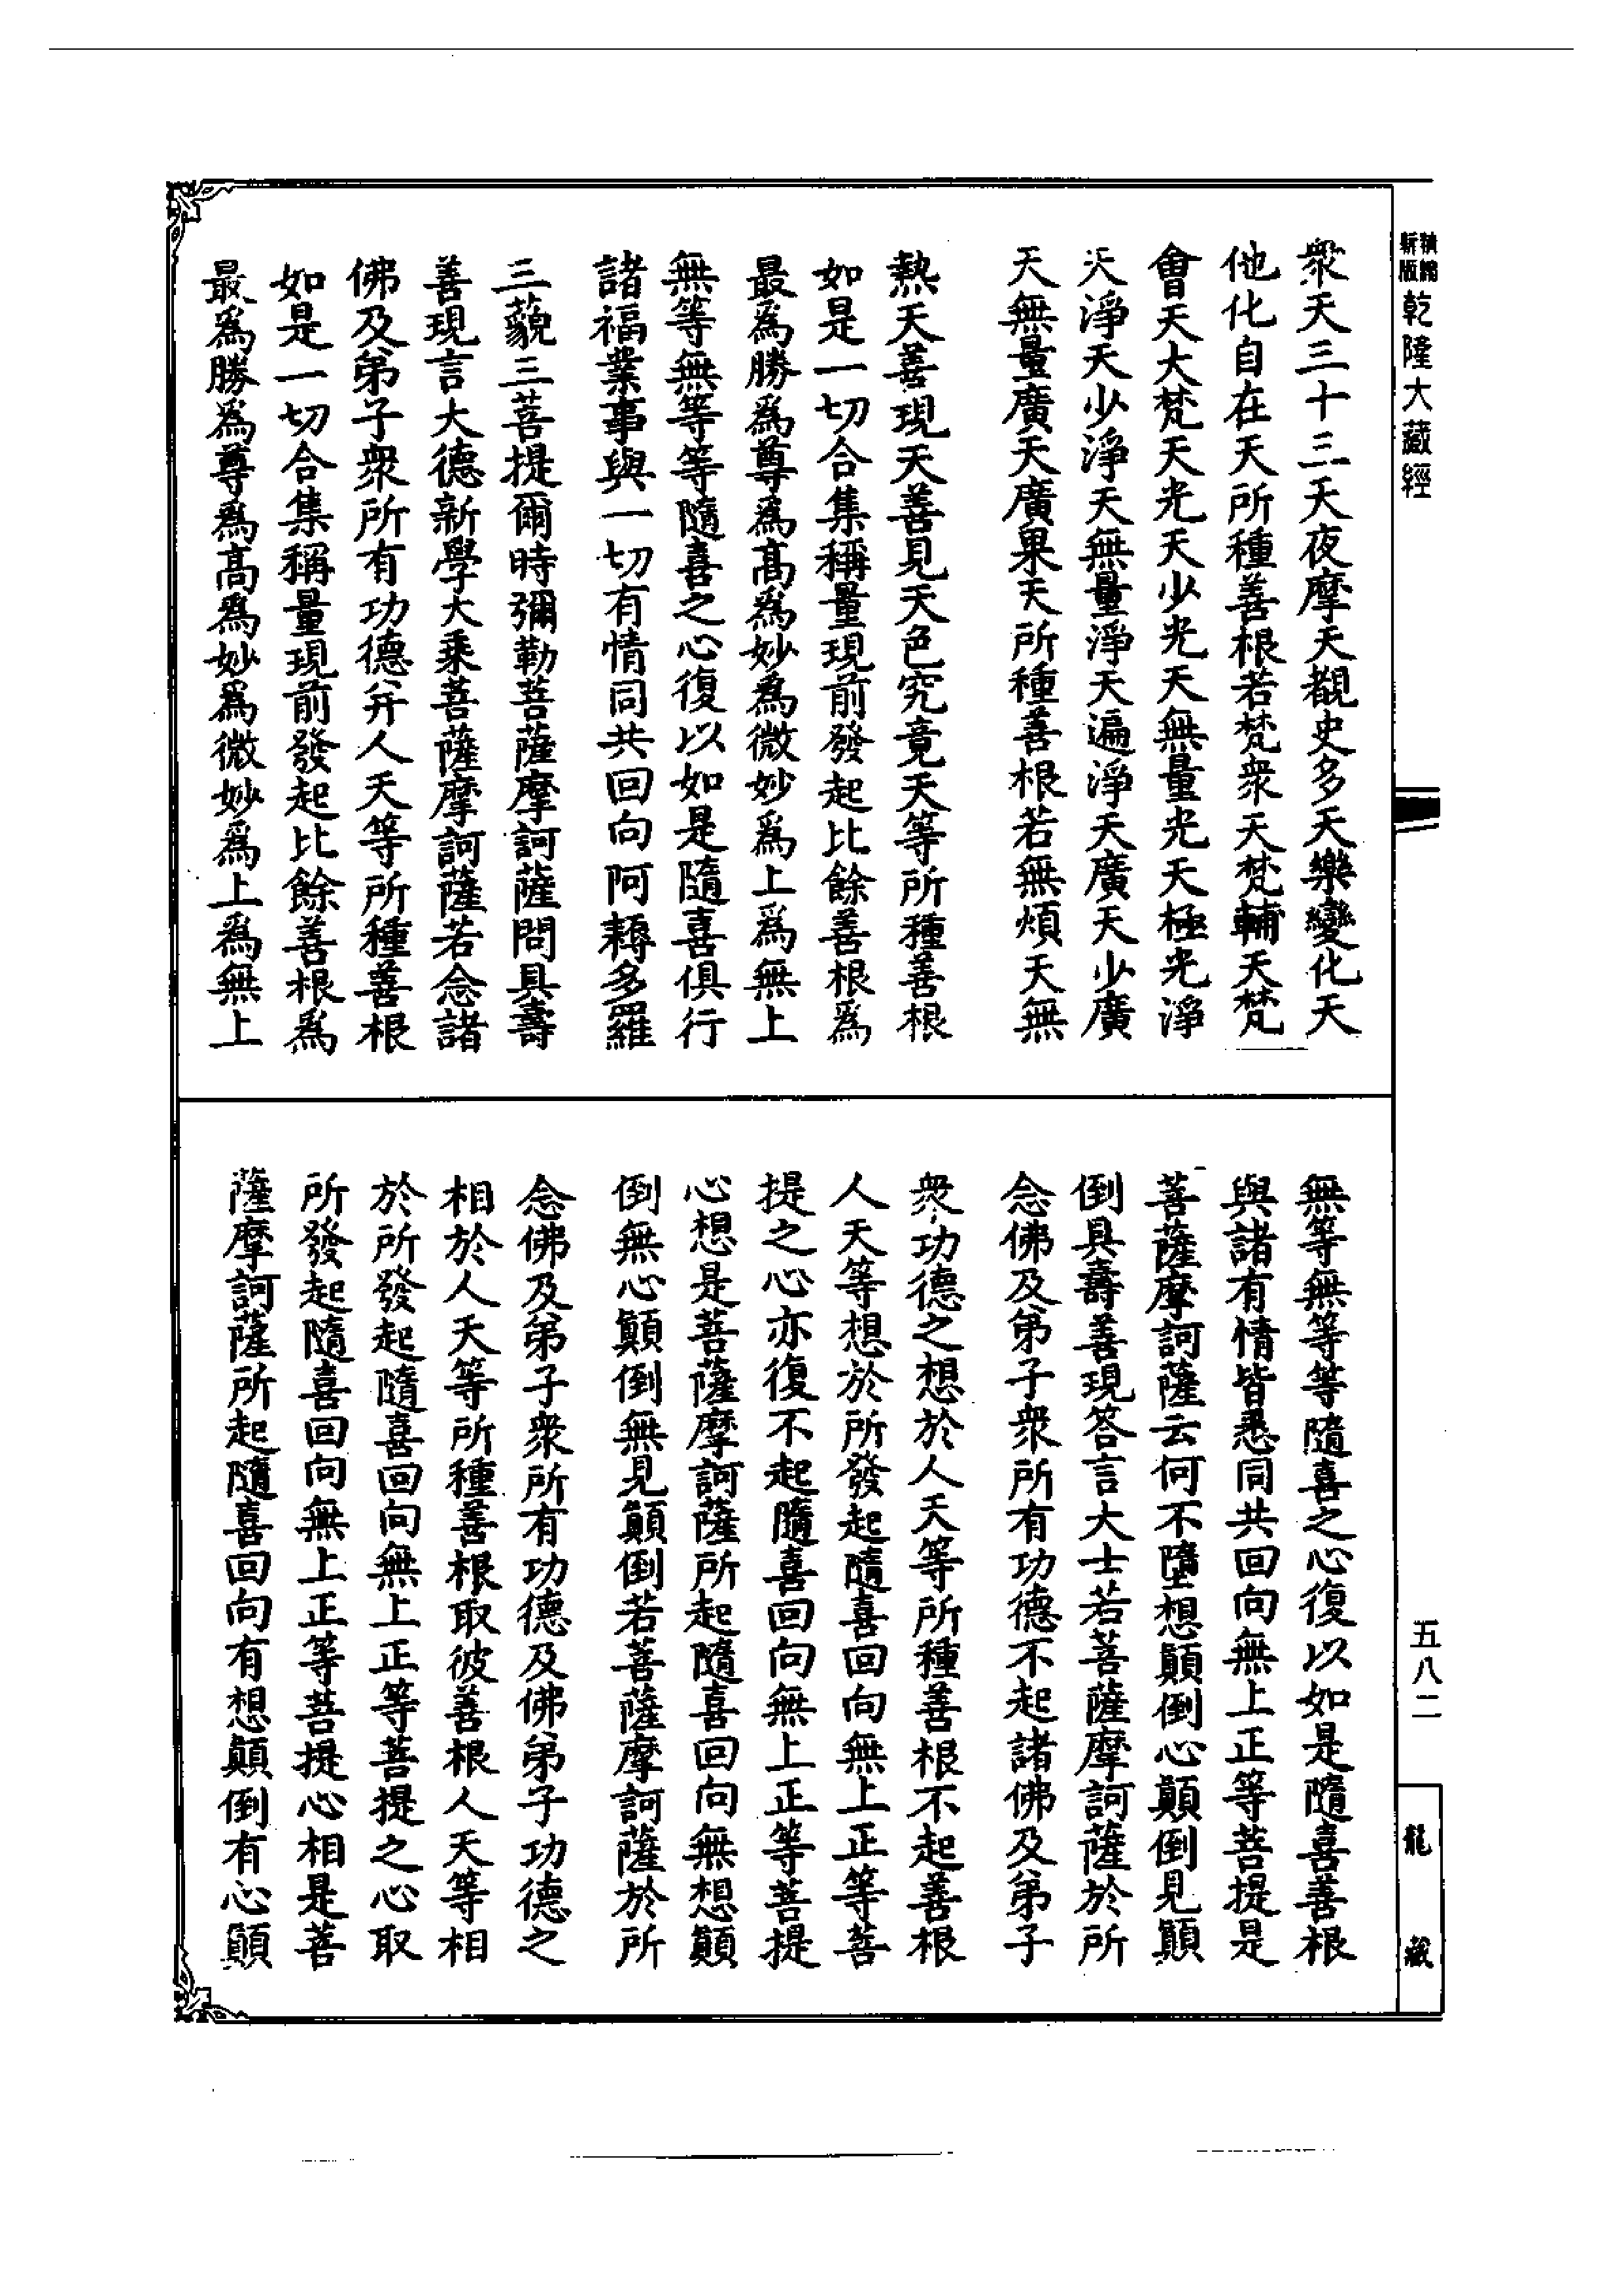 精編新版
乾隆大藏經
衆天三十三天夜摩天覩史多天樂變化天
他化自在天所種善根若梵衆天梵輔天梵
會天大梵天光天少光天無量光天極光淨
天淨天少淨天無量淨天遍淨天廣天少廣
天無量廣天廣果天所種善根若無煩天無
熱天善現天善見天色究竟天等所種善根
如是一切合集稱量現前發起比餘善根爲
最爲勝爲尊爲高爲妙爲微妙爲上爲無上
無等無等等隨喜之心復以如是隨喜俱行
諸福業事與一切有情同共回向阿耨多羅
三藐三菩提爾時彌勒菩薩摩訶薩問具壽
善現言大德新學大乘菩薩摩訶薩若念諸
佛及弟子衆所有功德并人天等所種善根
如是一切合集稱量現前發起比餘善根爲
最爲勝爲尊爲高爲妙爲微妙爲上爲無上
無等無等等隨喜之心復以如是隨喜善根
與諸有情皆悉同共回向無上正等菩提是
菩薩摩訶薩云何不墮想顛倒心顛倒見顛
倒具壽善現答言大士若菩薩摩訶薩於所
念佛及弟子衆所有功德不起諸佛及弟子
衆功德之想於人天等所種善根不起善根
人天等想於所發起隨喜回向無上正等菩
提之心亦復不起隨喜回向無上正等菩提
心想是菩薩摩訶薩所起隨喜回向無想顛
倒無心顛倒無見顛倒若菩薩摩訶薩於所
念佛及弟子衆所有功德及佛弟子功德之
相於人天等所種善根取彼善根人天等相
於所發起隨喜回向無上正等菩提之心取
所發起隨喜回向無上正等菩提心相是菩
薩摩訶薩所起隨喜回向有想顛倒有心顛
五八二
龍藏